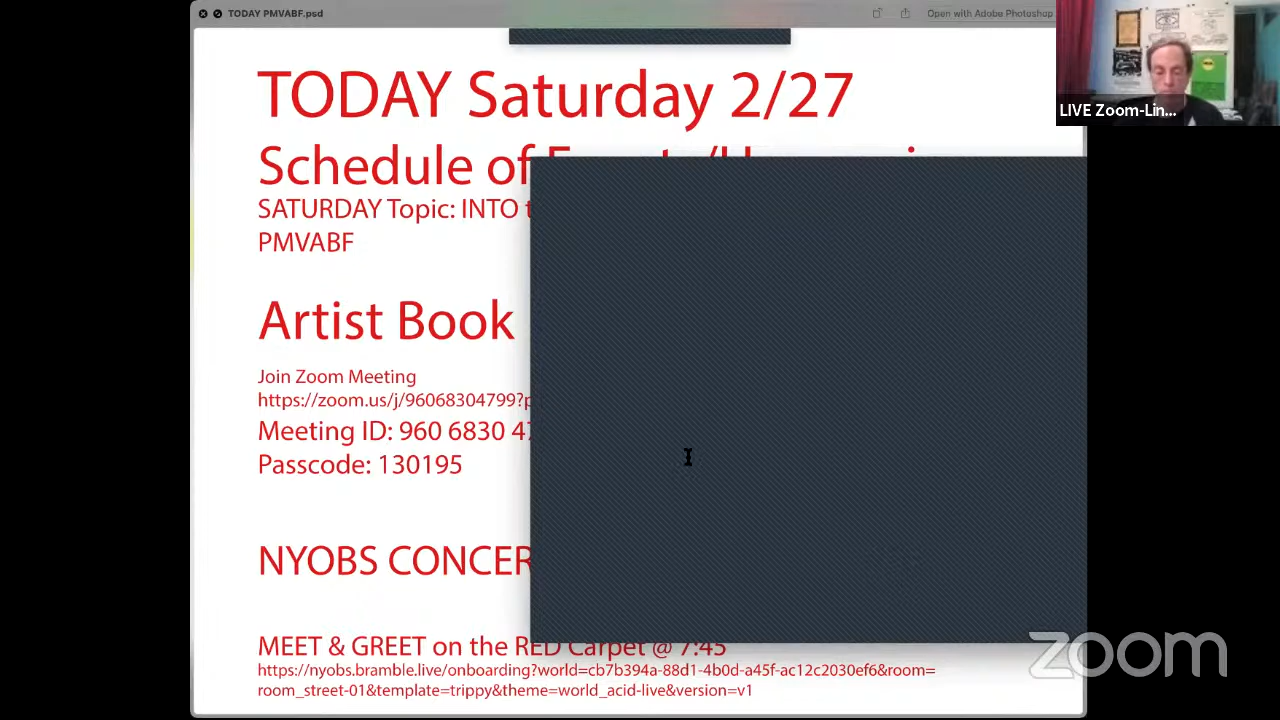 TODAY PMVABF.psd
Open with Adobe Photoshop
LIVE Zoom-Lin...
TODAY Saturday 2/27
Schedule of
SATURDAY Topic: INTO
PMVABF
Artist Book
Join Zoom Meeting
https://zoom.us/j/96068304799?p
Meeting ID: 960 6830 47
Passcode: 130195
NYOBS CONCER
MEET & GREET on the RED Carpet @ 7:45
https://nyobs.bramble.live/onboarding?world=cb7b394a-88d1-4b0d-a45f-ac12c2030ef6&room=
room_street-01&template=trippy&theme=world_acid-live&version=v1
zoom